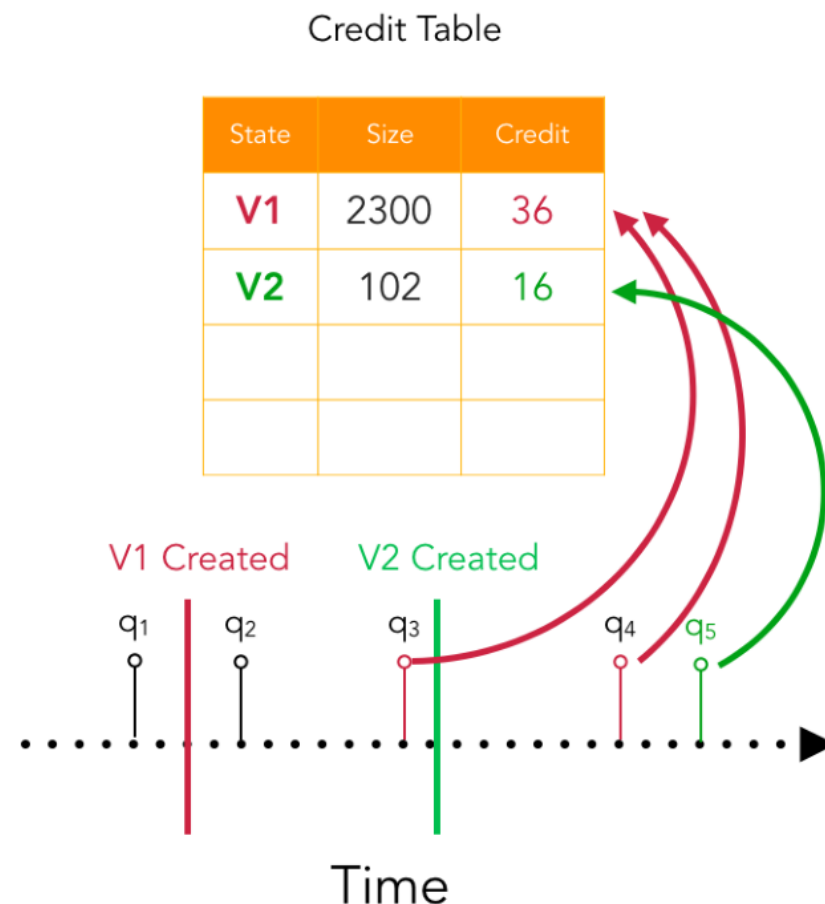 Credit Table
State Size Credit
V1 2300 36
V2 102 16
V1 Created V2 Created
q1 q2 q3 q4 q5
Time